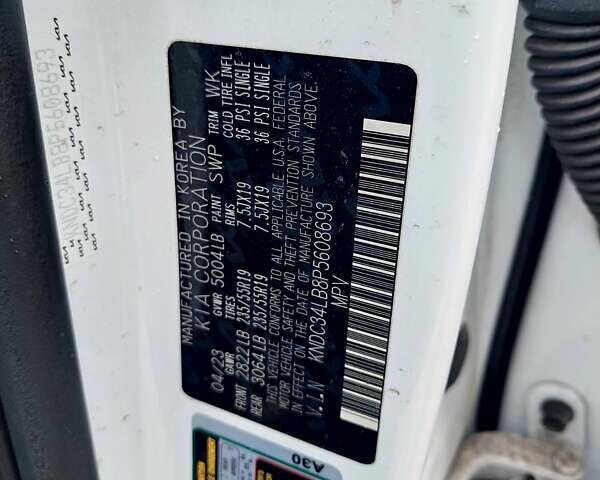 MANUFACTURED IN KOREA BY
KIA CORPORATION
04/23 GVWR 5004LB PAINT SWP TRIM WK
GAWR TIRES RIMS COLD TIRE INFL
FRONT 2822LB 235/55R19 7.5JX19 36 PSI SINGLE
REAR 3064LB 235/55R19 7.5JX19 36 PSI SINGLE
THIS VEHICLE CONFORMS TO ALL APPLICABLE U.S.A. FEDERAL
MOTOR VEHICLE SAFETY AND THEFT PREVENTION STANDARDS
IN EFFECT ON THE DATE OF MANUFACTURE SHOWN ABOVE.
V.I.N KNDC34LB8P5608693
MPV
KNDC34LB8P5608693
A30